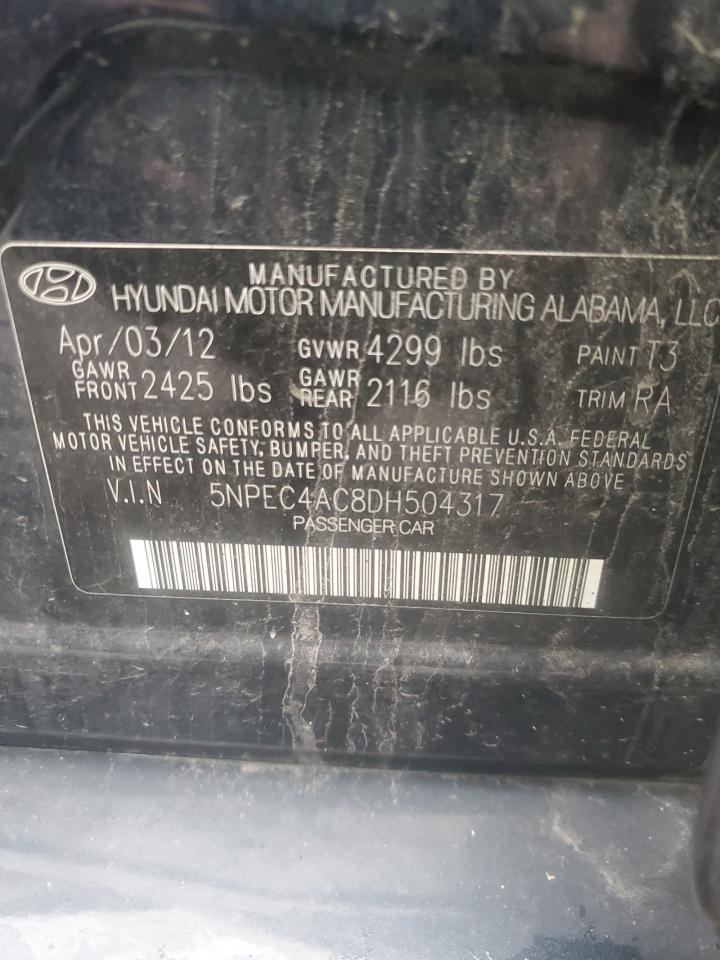 MANUFACTURED BY
HYUNDAI MOTOR MANUFACTURING ALABAMA, LLC
Apr/03/12 GVWR 4299 lbs PAINT T3
GAWR FRONT 2425 lbs GAWR REAR 2116 lbs TRIM RA
THIS VEHICLE CONFORMS TO ALL APPLICABLE U.S.A. FEDERAL
MOTOR VEHICLE SAFETY, BUMPER, AND THEFT PREVENTION STANDARDS
IN EFFECT ON THE DATE OF MANUFACTURE SHOWN ABOVE
V.I.N 5NPEC4AC8DH504317
PASSENGER CAR